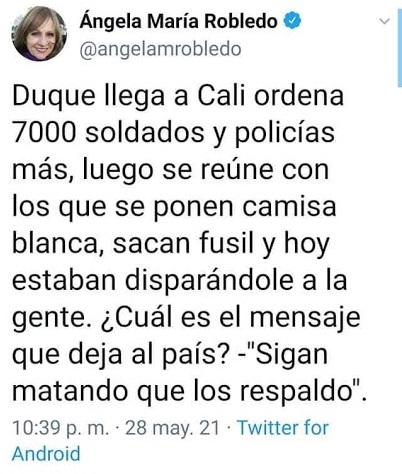 Ángela María Robledo
@angelamrobledo
Duque llega a Cali ordena
7000 soldados y policías
más, luego se reúne con
los que se ponen camisa
blanca, sacan fusil y hoy
estaban disparándole a la
gente. ¿Cuál es el mensaje
que deja al país? -"Sigan
matando que los respaldo".
10:39 p. m. · 28 may. 21 · Twitter for
Android